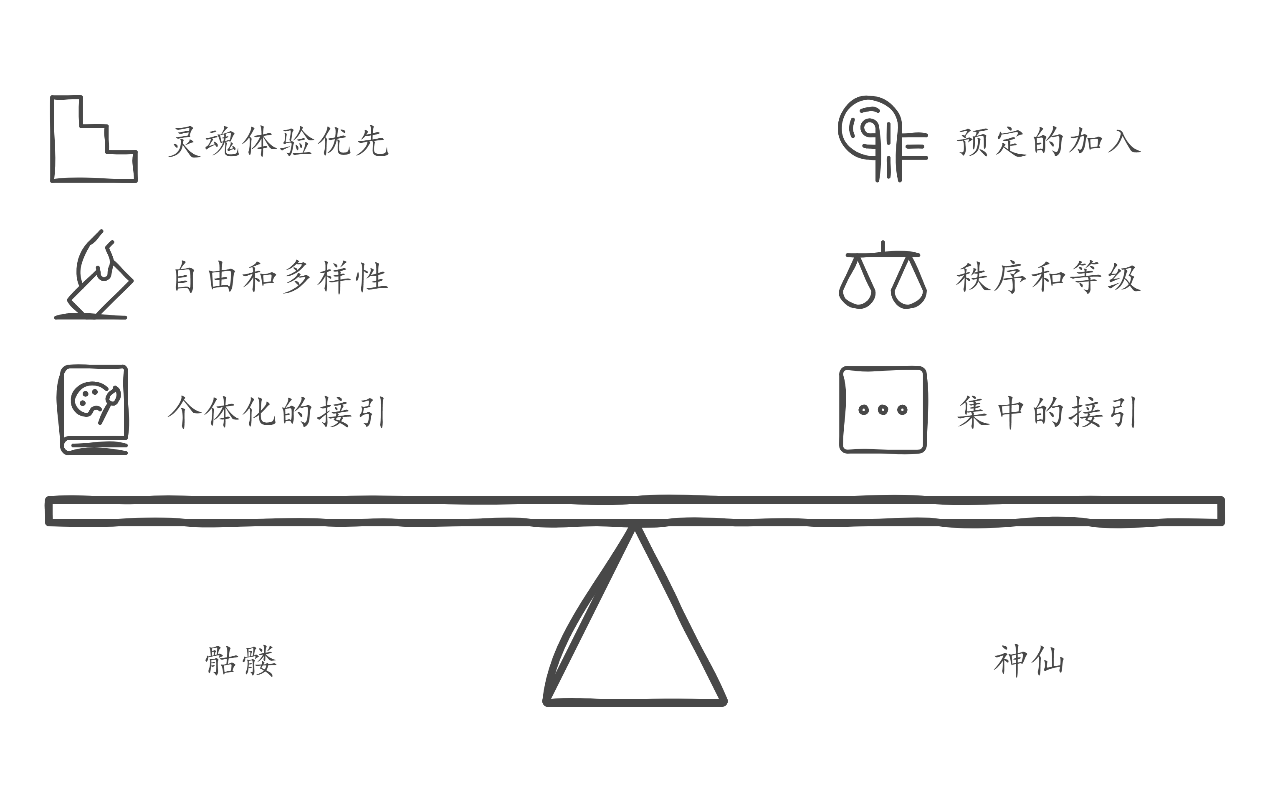 灵魂体验优先
预定的加入
自由和多样性
秩序和等级
个体化的接引
集中的接引
骷髅
神仙